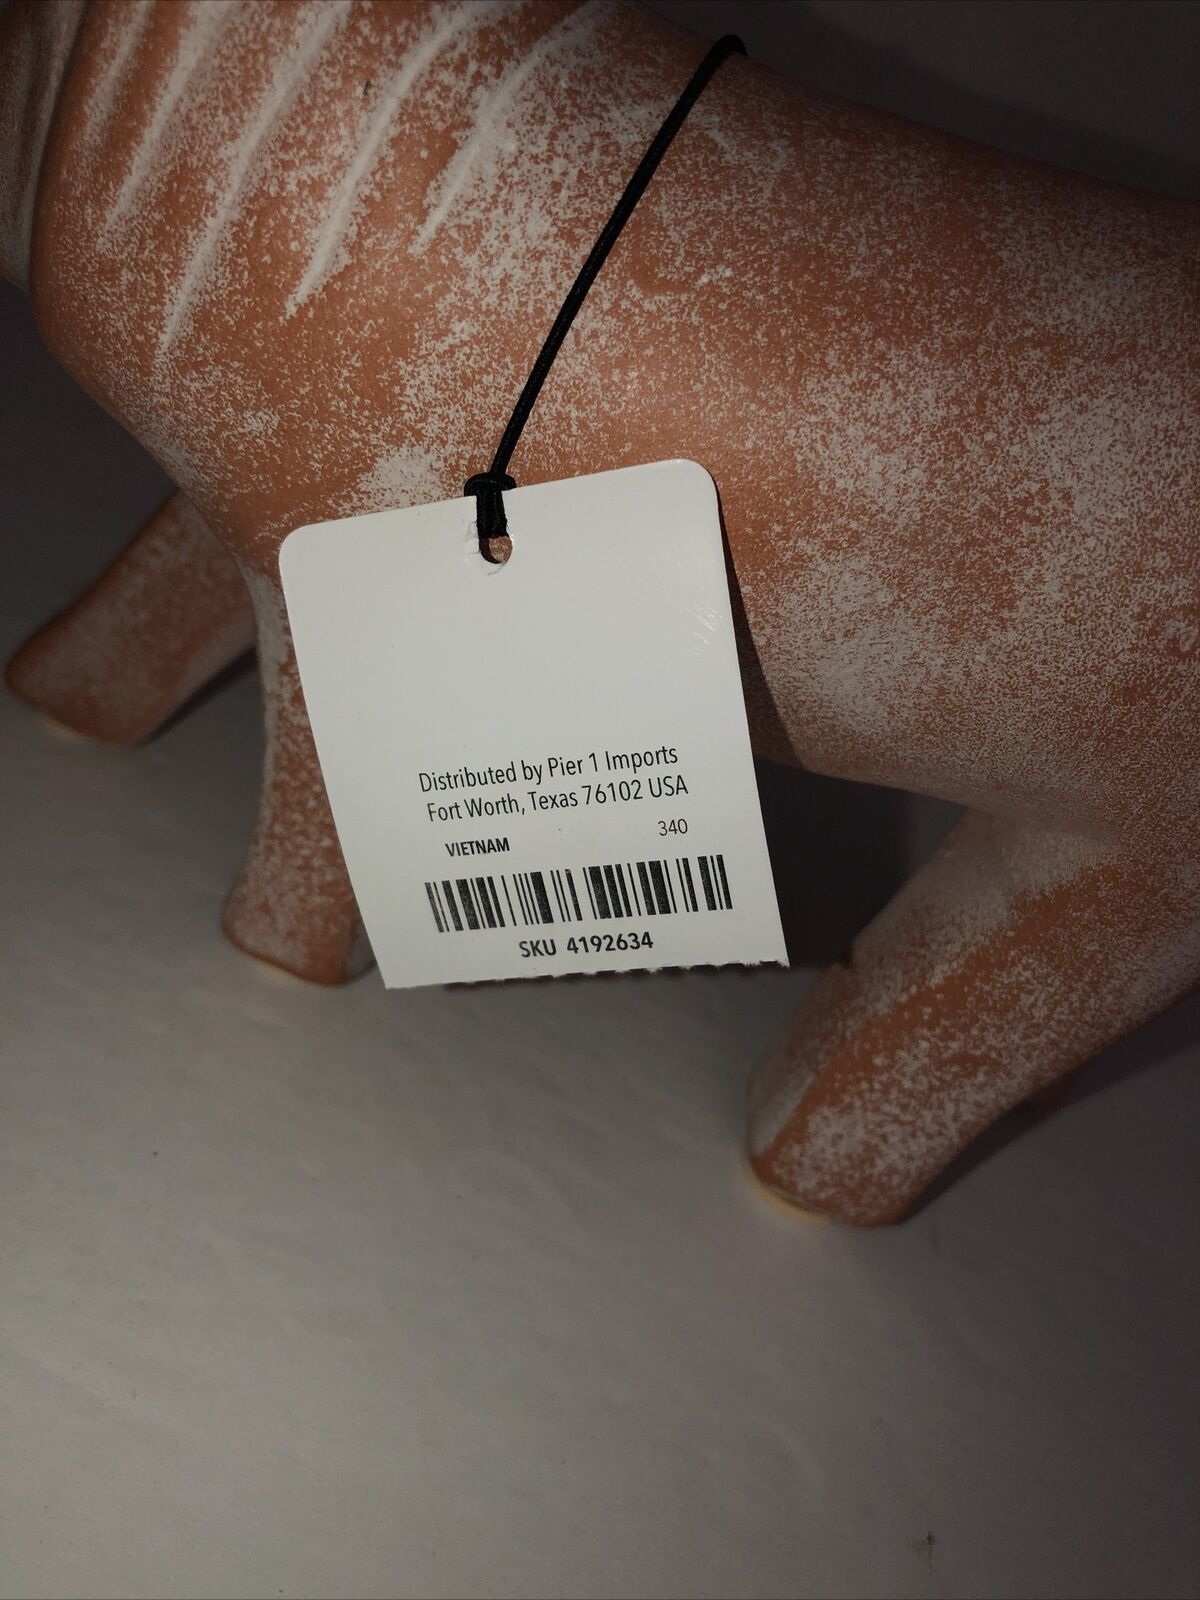 Distributed by Pier 1 Imports
Fort Worth, Texas 76102 USA
VIETNAM 340
SKU 4192634